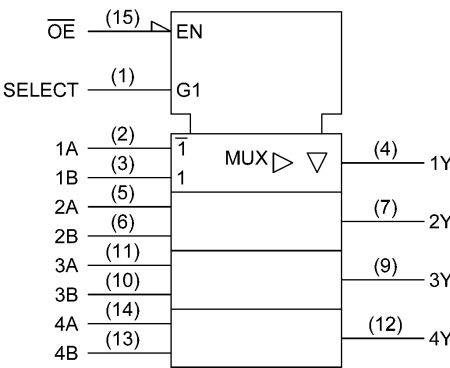 O̅E̅ (15) EN
SELECT (1) G1
1A (2) 1̅ MUX ▷ ▽ (4) 1Y
1B (3) 1
2A (5) (7) 2Y
2B (6)
3A (11) (9) 3Y
3B (10)
4A (14) (12) 4Y
4B (13)